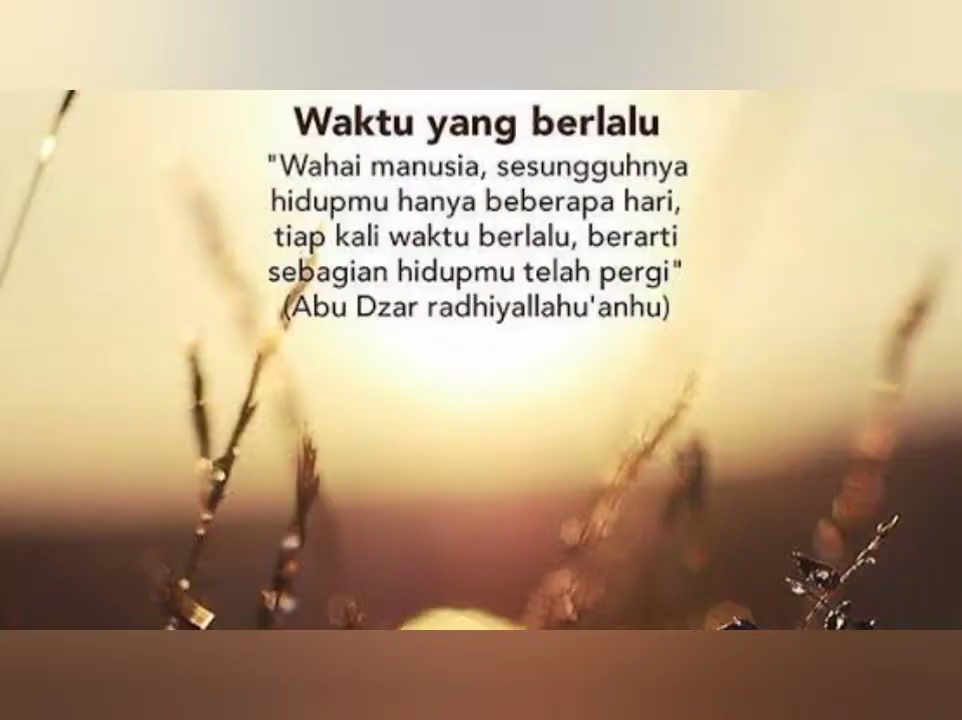 Waktu yang berlalu
"Wahai manusia, sesungguhnya
hidupmu hanya beberapa hari,
tiap kali waktu berlalu, berarti
sebagian hidupmu telah pergi"
(Abu Dzar radhiyallahu'anhu)